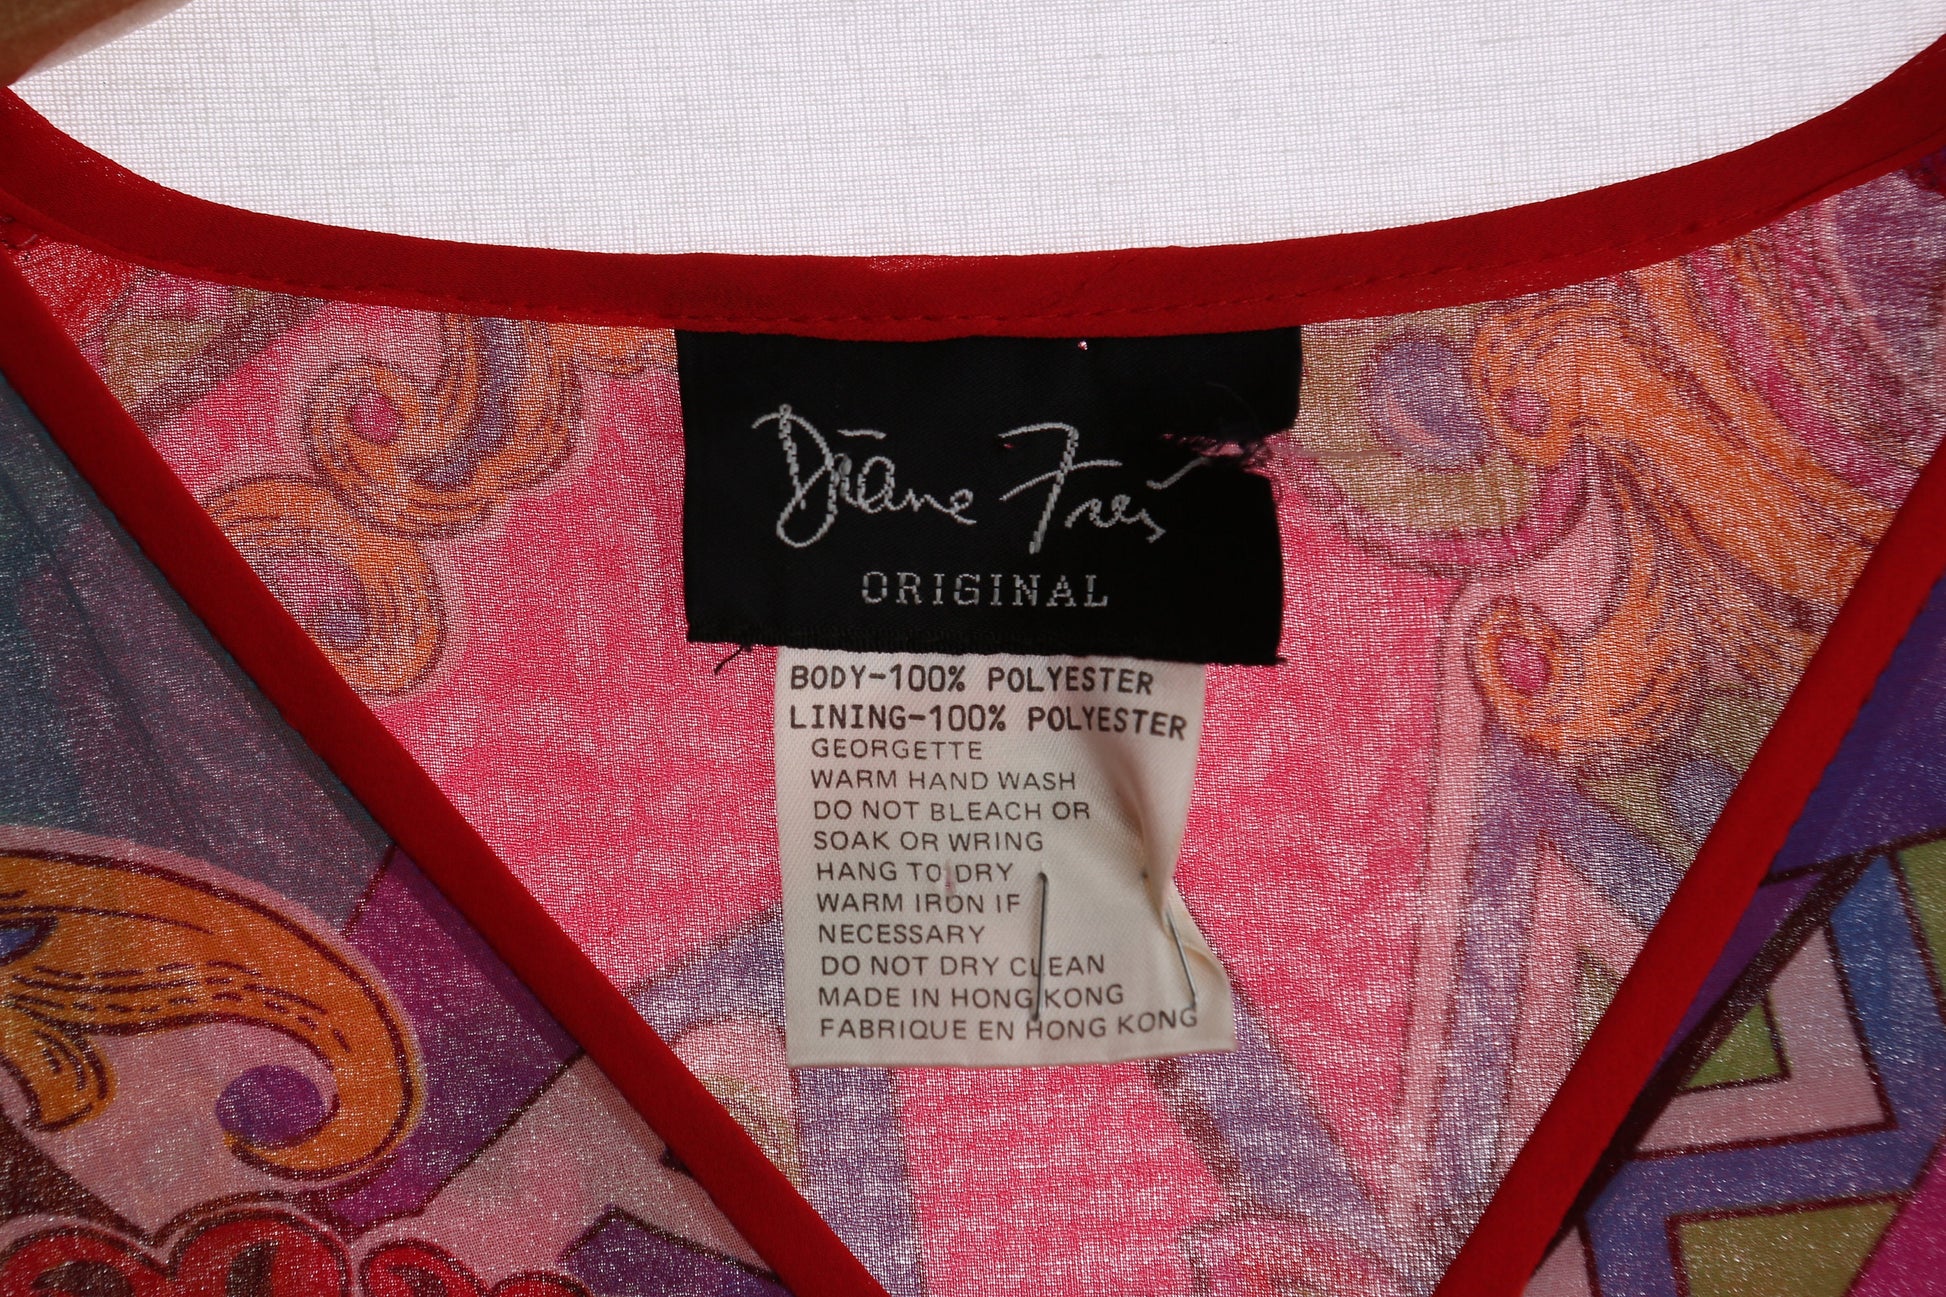 Diane Freis
ORIGINAL
BODY-100% POLYESTER
LINING-100% POLYESTER
GEORGETTE
WARM HAND WASH
DO NOT BLEACH OR
SOAK OR WRING
HANG TO DRY
WARM IRON IF
NECESSARY
DO NOT DRY CLEAN
MADE IN HONG KONG
FABRIQUE EN HONG KONG